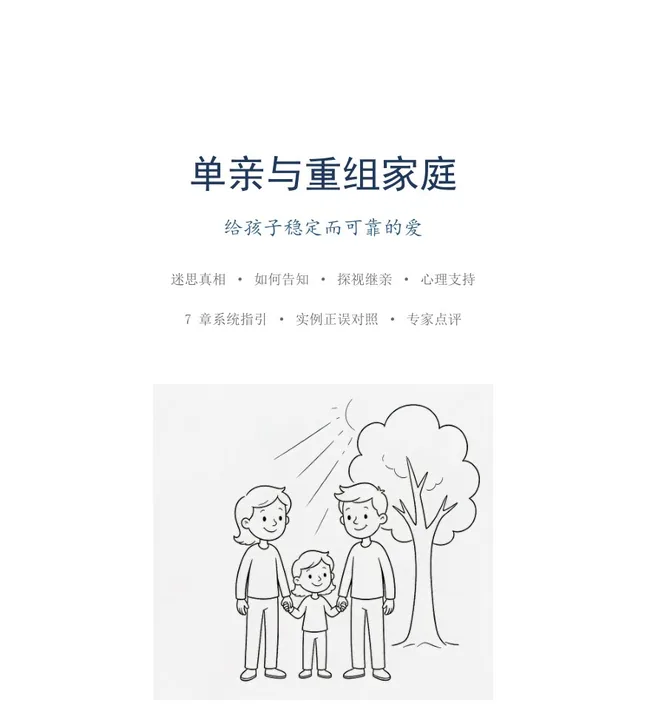 单亲与重组家庭
给孩子稳定而可靠的爱
迷思真相 • 如何告知 • 探视继亲 • 心理支持
7 章系统指引 • 实例正误对照 • 专家点评